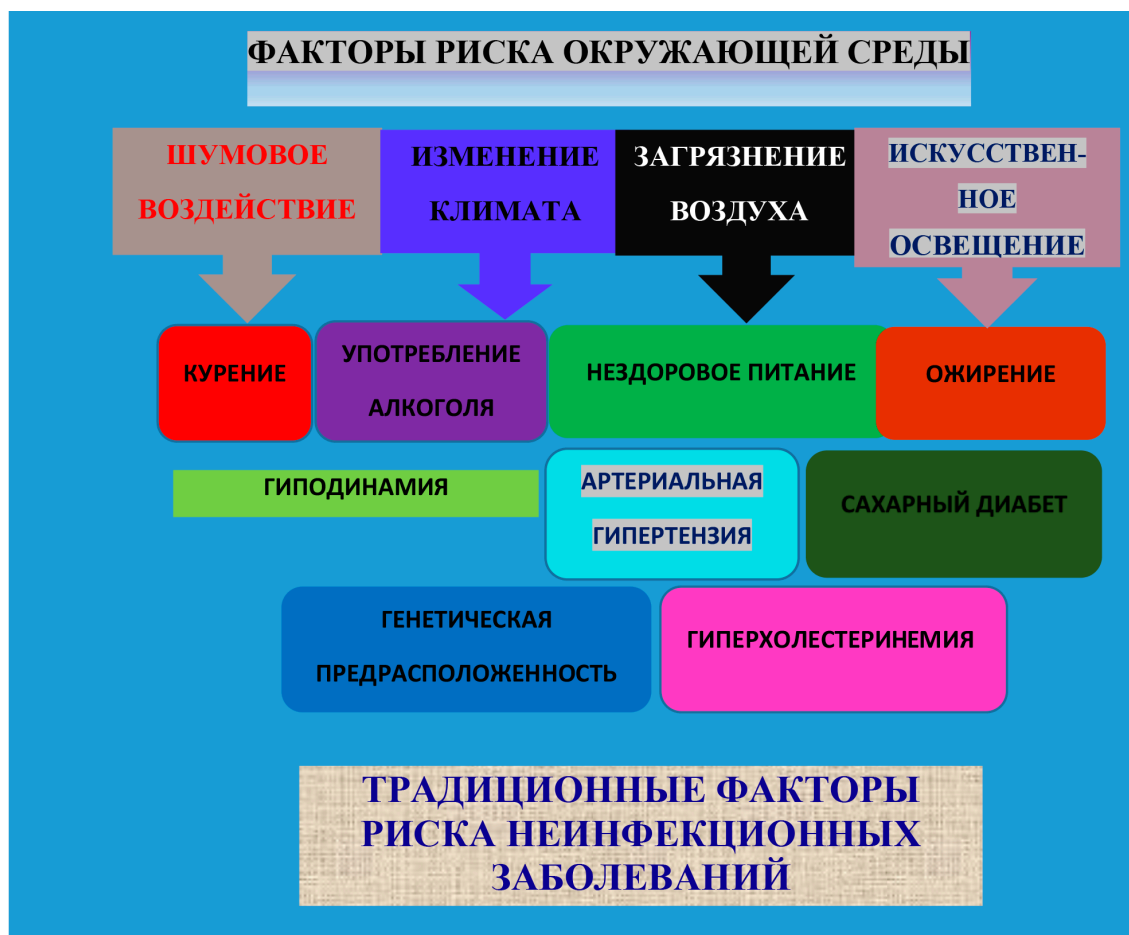 ФАКТОРЫ РИСКА ОКРУЖАЮЩЕЙ СРЕДЫ
ШУМОВОЕ
ВОЗДЕЙСТВИЕ
ИЗМЕНЕНИЕ
КЛИМАТА
ЗАГРЯЗНЕНИЕ
ВОЗДУХА
ИСКУССТВЕН-
НОЕ
ОСВЕЩЕНИЕ
КУРЕНИЕ
УПОТРЕБЛЕНИЕ
АЛКОГОЛЯ
НЕЗДОРОВОЕ ПИТАНИЕ
ОЖИРЕНИЕ
ГИПОДИНАМИЯ
АРТЕРИАЛЬНАЯ
ГИПЕРТЕНЗИЯ
САХАРНЫЙ ДИАБЕТ
ГЕНЕТИЧЕСКАЯ
ПРЕДРАСПОЛОЖЕННОСТЬ
ГИПЕРХОЛЕСТЕРИНЕМИЯ
ТРАДИЦИОННЫЕ ФАКТОРЫ
РИСКА НЕИНФЕКЦИОННЫХ
ЗАБОЛЕВАНИЙ